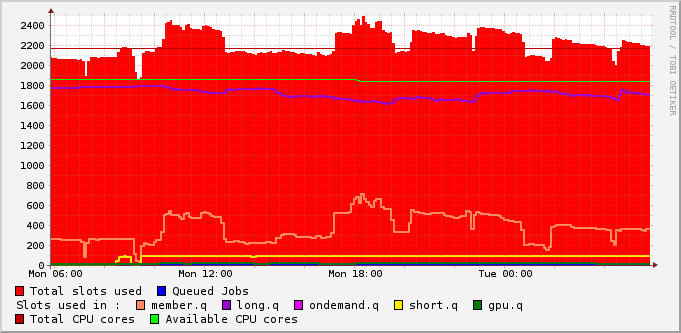 2400
2200
2000
1800
1600
1400
1200
1000
800
600
400
200
0
Mon 06:00 Mon 12:00 Mon 18:00 Tue 00:00
RRDTOOL / TOBI OETIKER
Total slots used Queued Jobs
Slots used in : member.q long.q ondemand.q short.q gpu.q
Total CPU cores Available CPU cores